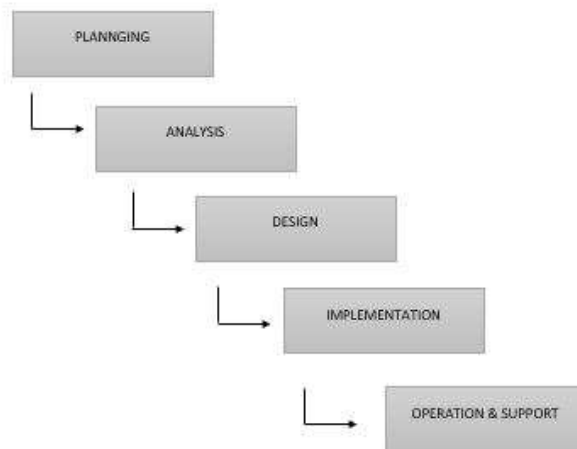 PLANNGING
ANALYSIS
DESIGN
IMPLEMENTATION
OPERATION & SUPPORT